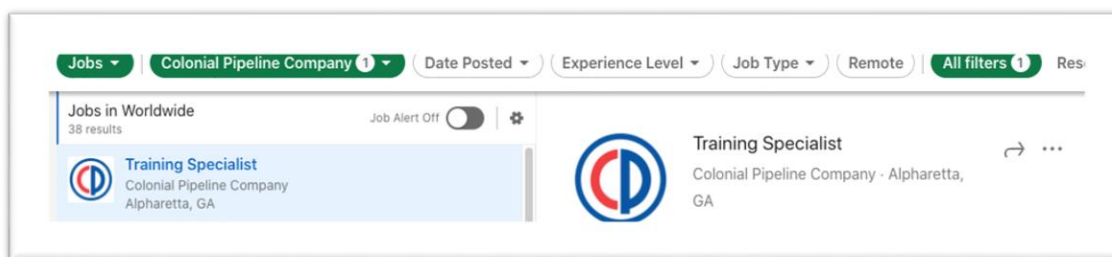 Jobs Colonial Pipeline Company 1 Date Posted Experience Level Job Type Remote All filters 1
Jobs in Worldwide
38 results
Job Alert Off
Training Specialist
Colonial Pipeline Company
Alpharetta, GA
Training Specialist
Colonial Pipeline Company · Alpharetta,
GA